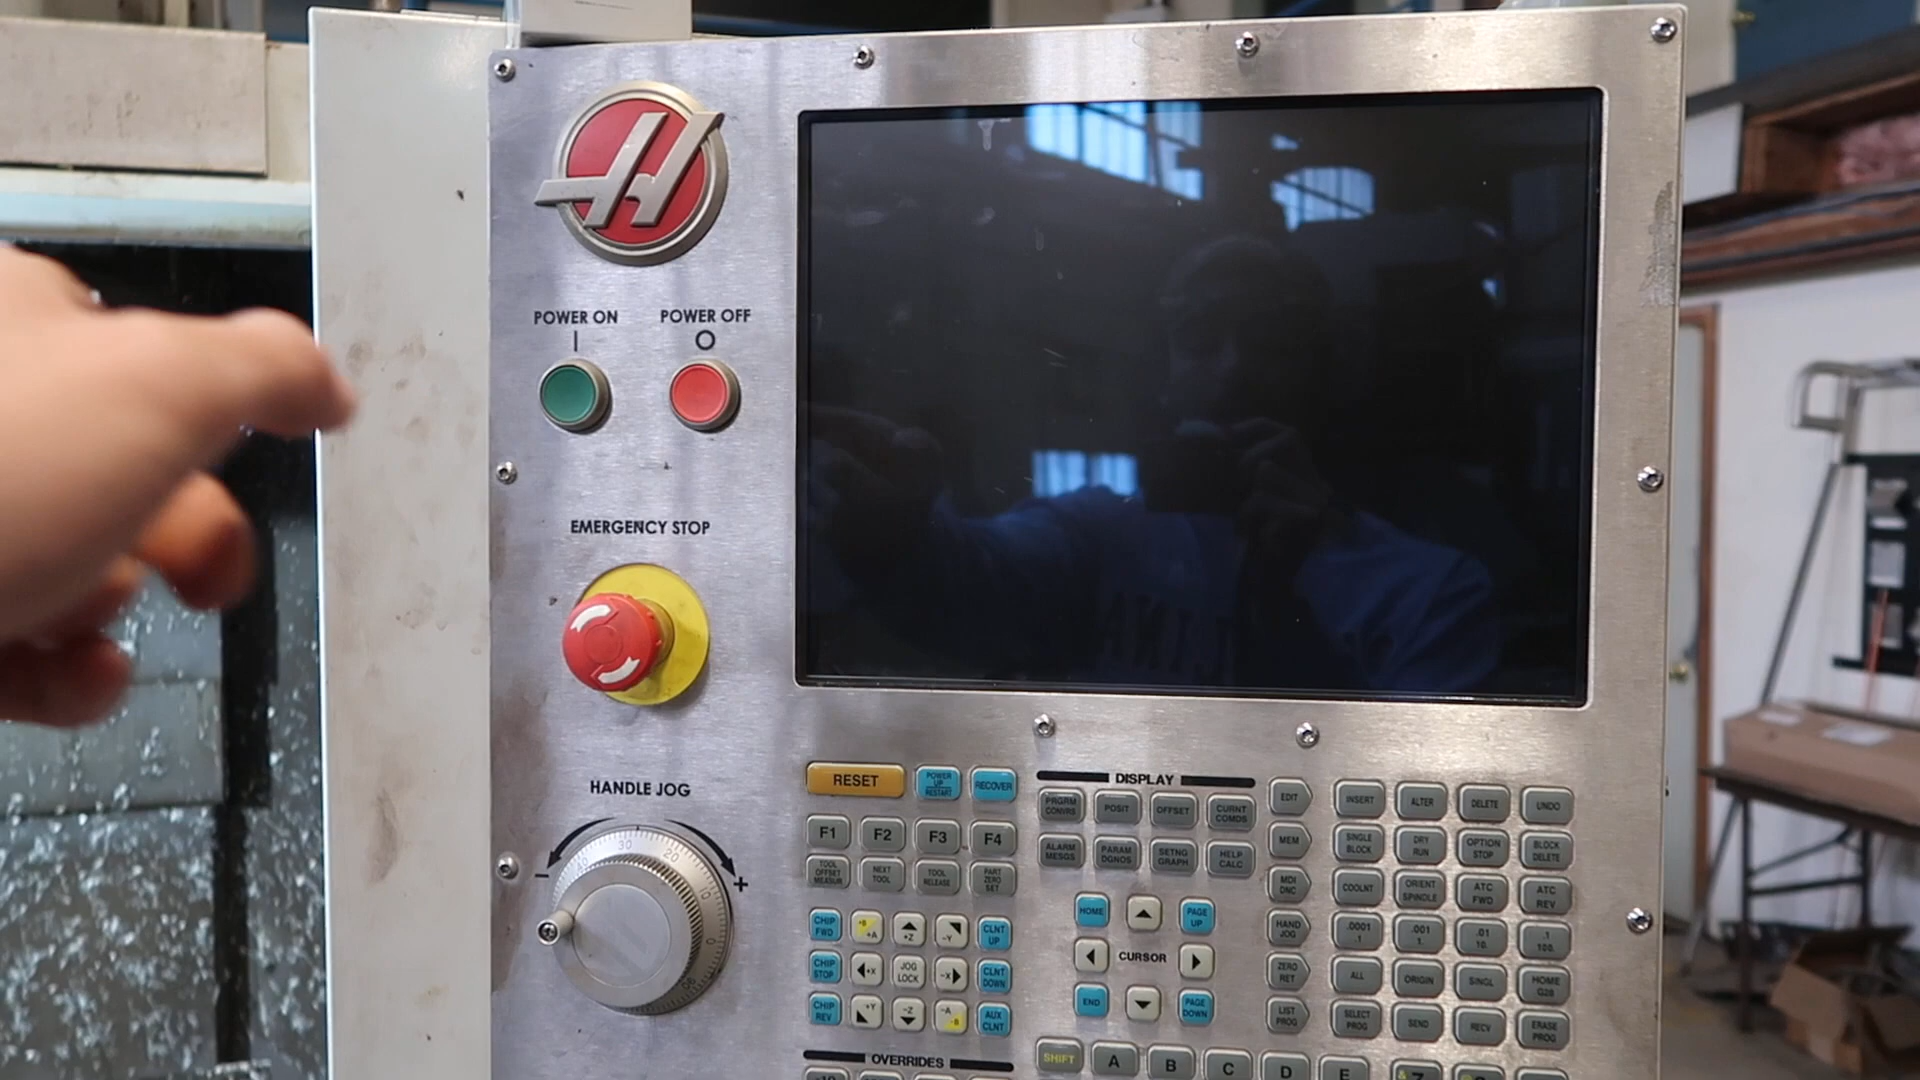 POWER ON
POWER OFF
I
O
EMERGENCY STOP
HANDLE JOG
- +
30
20
10
0
90
RESET
POWER UP RESTART
RECOVER
F1
F2
F3
F4
TOOL OFFSET MEASUR
NEXT TOOL
TOOL RELEASE
PART ZERO SET
CHIP FWD
+B +A
+Z
-Y
CLNT UP
CHIP STOP
+X
JOG LOCK
-X
CLNT DOWN
CHIP REV
+Y
-Z
-A -B
AUX CLNT
OVERRIDES
DISPLAY
PRGRM CONVRS
POSIT
OFFSET
CURNT COMDS
ALARM MESGS
PARAM DGNOS
SETNG GRAPH
HELP CALC
HOME
PAGE UP
CURSOR
END
PAGE DOWN
EDIT
INSERT
ALTER
DELETE
UNDO
MEM
SINGLE BLOCK
DRY RUN
OPTION STOP
BLOCK DELETE
MDI DNC
COOLNT
ORIENT SPINDLE
ATC FWD
ATC REV
HAND JOG
.0001 .1
.001 1.
.01 10.
.1 100.
ZERO RET
ALL
ORIGIN
SINGL
HOME G28
LIST PROG
SELECT PROG
SEND
RECV
ERASE PROG
SHIFT
A
B
C
D
E